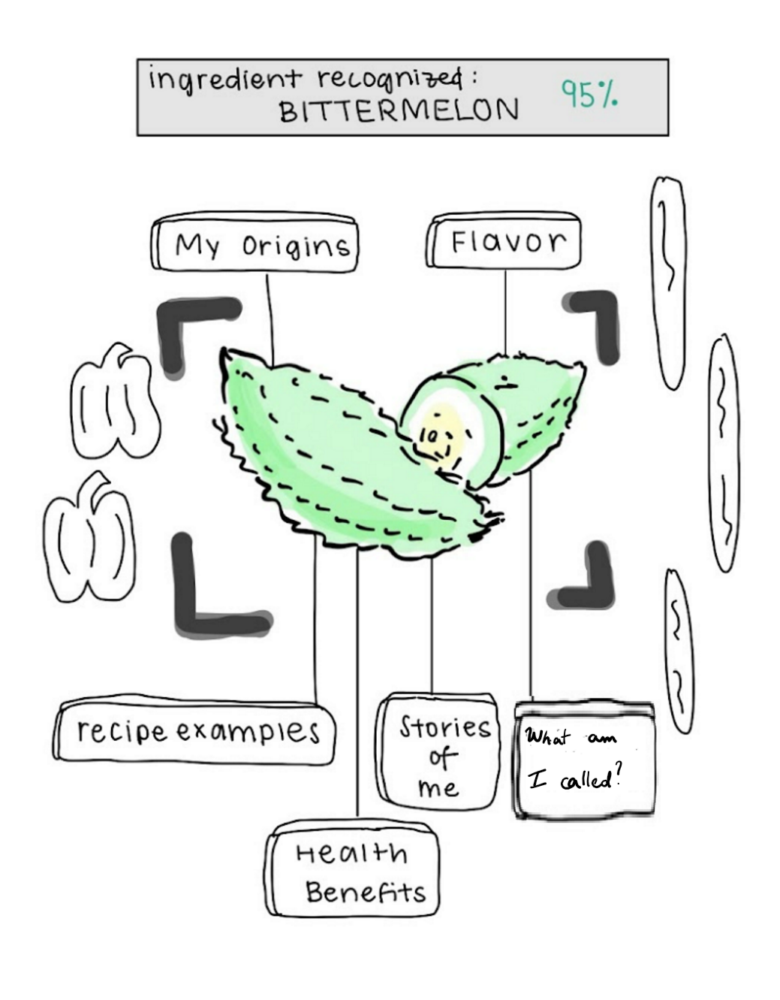 ingredient recognized:
BITTERMELON
95%
My Origins
Flavor
recipe examples
Stories
of
me
What am
I called?
Health
Benefits